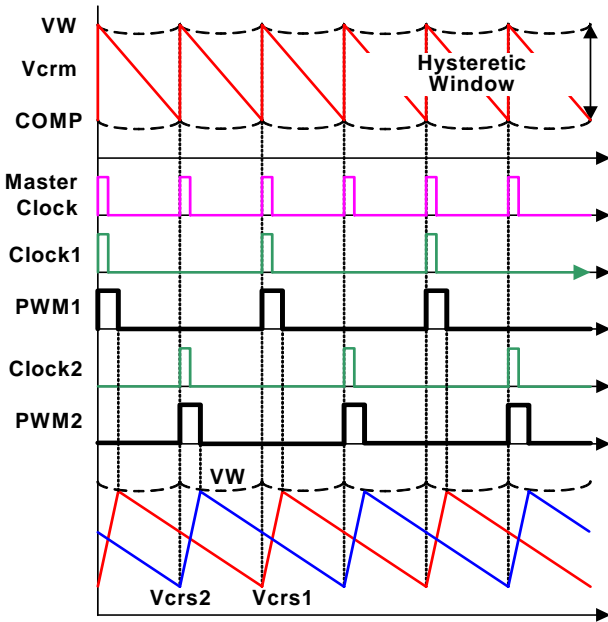 VW
Vcrm
Hysteretic
Window
COMP
Master
Clock
Clock1
PWM1
Clock2
PWM2
VW
Vcrs2
Vcrs1